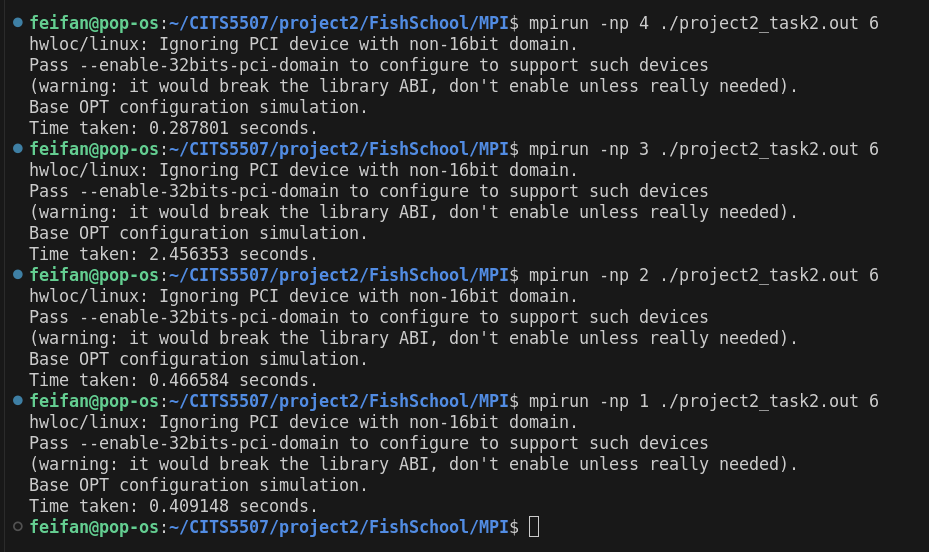 feifan@pop-os:~/CITS5507/project2/FishSchool/MPI$ mpirun -np 4 ./project2_task2.out 6
hwloc/linux: Ignoring PCI device with non-16bit domain.
Pass --enable-32bits-pci-domain to configure to support such devices
(warning: it would break the library ABI, don't enable unless really needed).
Base OPT configuration simulation.
Time taken: 0.287801 seconds.
feifan@pop-os:~/CITS5507/project2/FishSchool/MPI$ mpirun -np 3 ./project2_task2.out 6
hwloc/linux: Ignoring PCI device with non-16bit domain.
Pass --enable-32bits-pci-domain to configure to support such devices
(warning: it would break the library ABI, don't enable unless really needed).
Base OPT configuration simulation.
Time taken: 2.456353 seconds.
feifan@pop-os:~/CITS5507/project2/FishSchool/MPI$ mpirun -np 2 ./project2_task2.out 6
hwloc/linux: Ignoring PCI device with non-16bit domain.
Pass --enable-32bits-pci-domain to configure to support such devices
(warning: it would break the library ABI, don't enable unless really needed).
Base OPT configuration simulation.
Time taken: 0.466584 seconds.
feifan@pop-os:~/CITS5507/project2/FishSchool/MPI$ mpirun -np 1 ./project2_task2.out 6
hwloc/linux: Ignoring PCI device with non-16bit domain.
Pass --enable-32bits-pci-domain to configure to support such devices
(warning: it would break the library ABI, don't enable unless really needed).
Base OPT configuration simulation.
Time taken: 0.409148 seconds.
feifan@pop-os:~/CITS5507/project2/FishSchool/MPI$